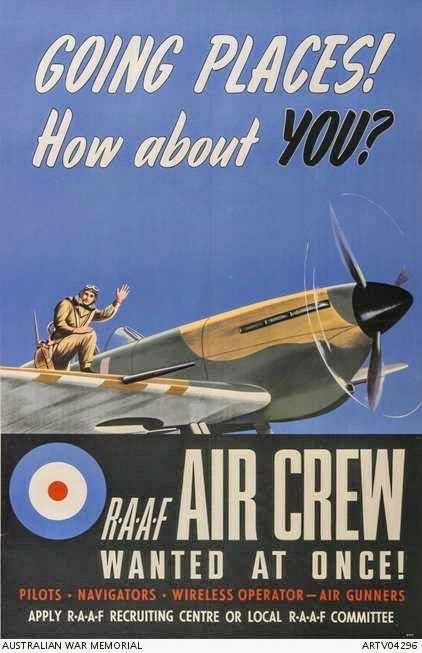 GOING PLACES!
How about YOU?
R·A·A·F AIR CREW
WANTED AT ONCE!
PILOTS · NAVIGATORS · WIRELESS OPERATOR—AIR GUNNERS
APPLY R·A·A·F RECRUITING CENTRE OR LOCAL R·A·A·F COMMITTEE
AUSTRALIAN WAR MEMORIAL ARTV04296